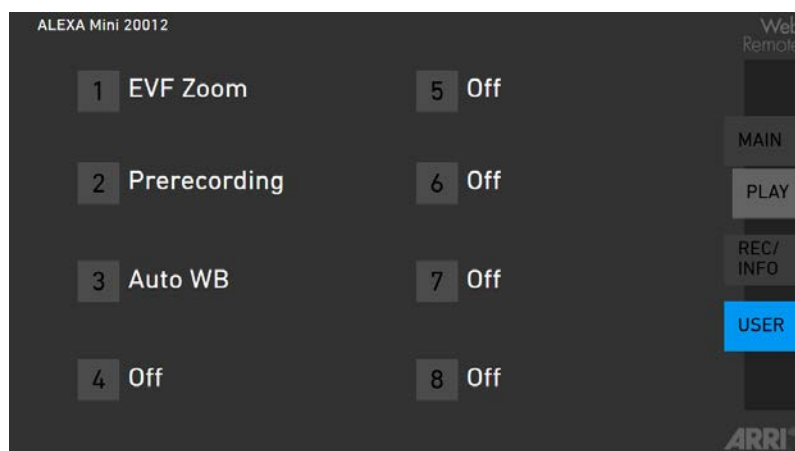 ALEXA Mini 20012
Web
Remote
1 EVF Zoom
5 Off
2 Prerecording
6 Off
3 Auto WB
7 Off
4 Off
8 Off
MAIN
PLAY
REC/
INFO
USER
ARRI